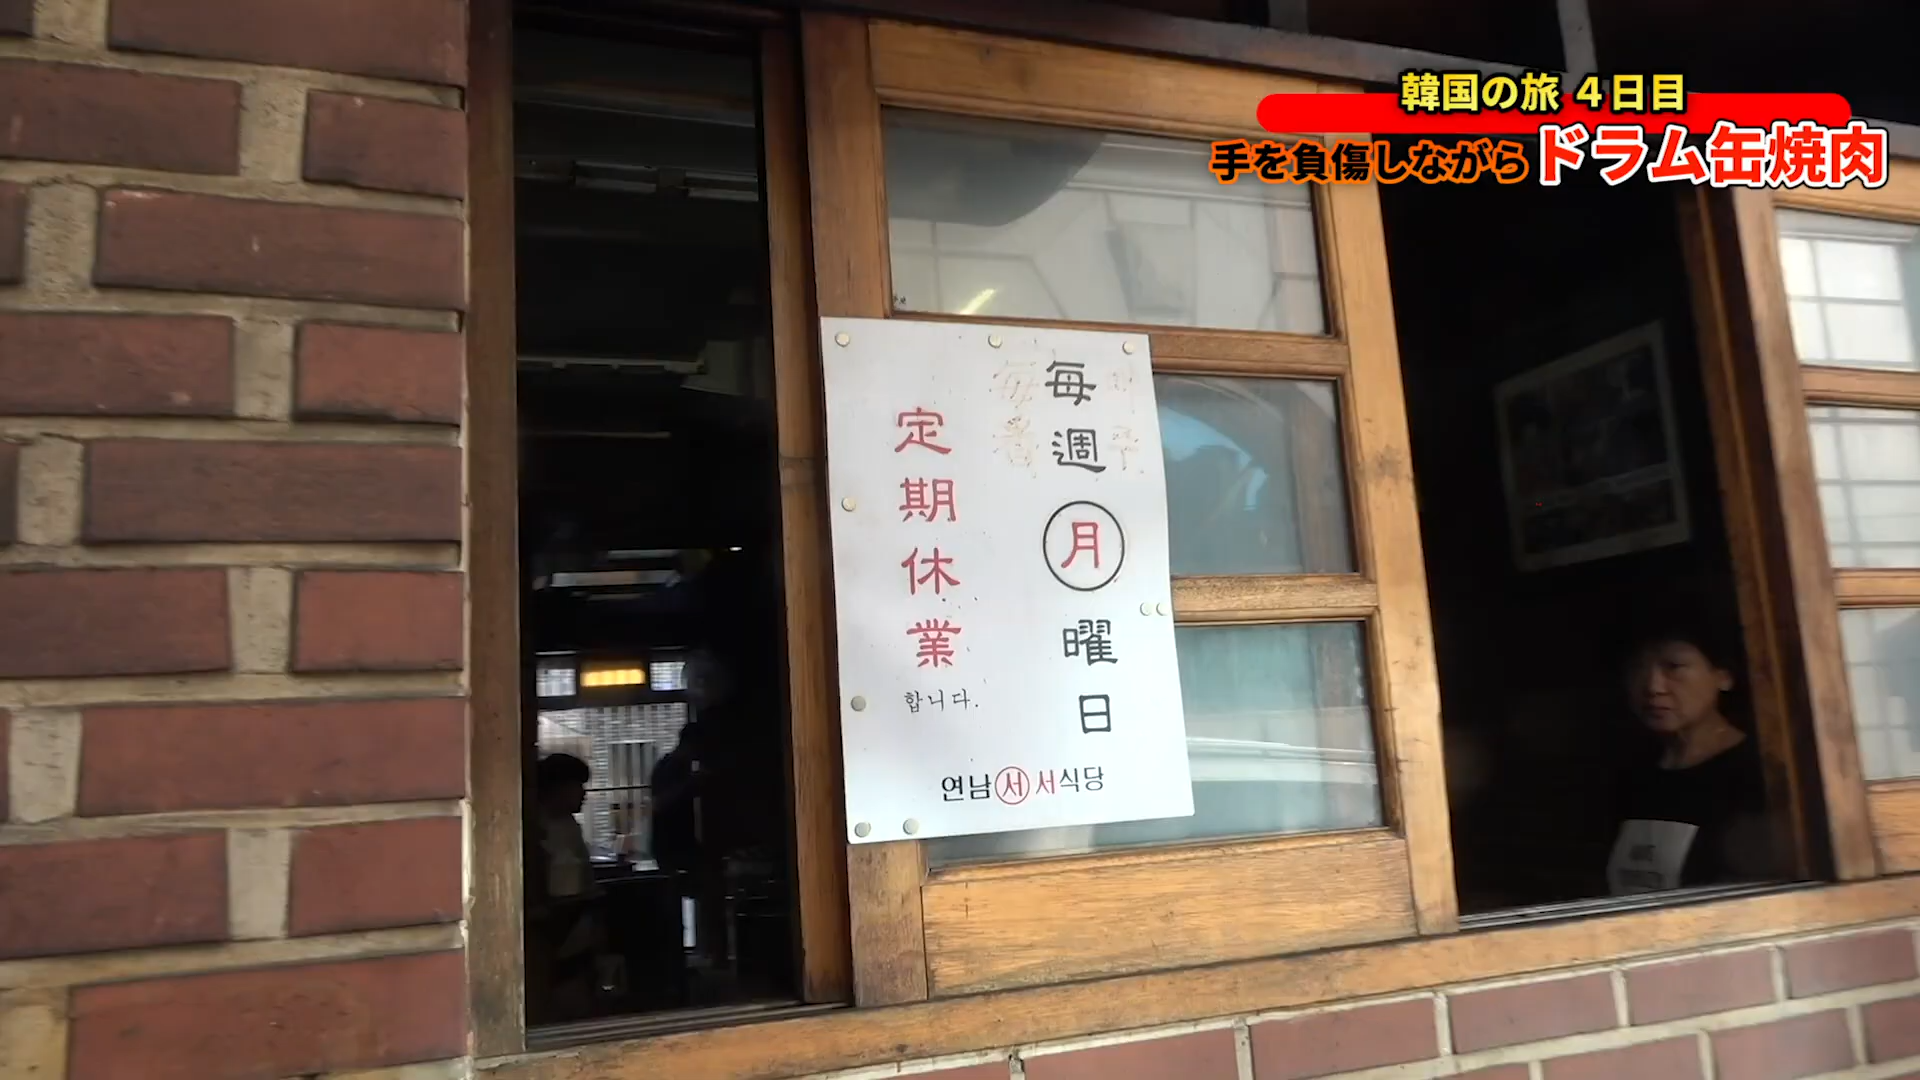 韓国の旅 4日目
手を負傷しながら ドラム缶焼肉
每週月曜日
定期休業
합니다.
연남서서식당